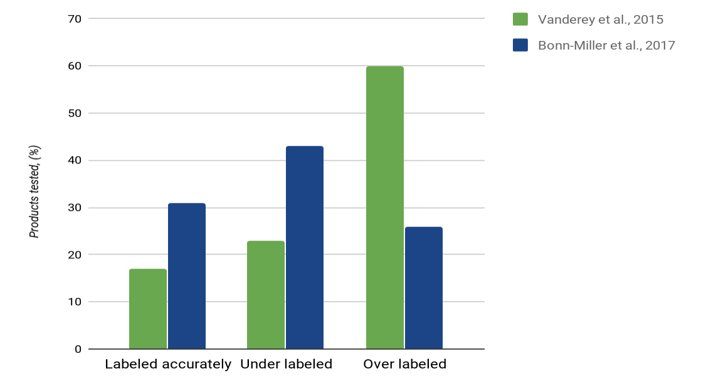 70
Vanderey et al., 2015
Bonn-Miller et al., 2017
60
50
40
30
20
10
0
Products tested, (%)
Labeled accurately
Under labeled
Over labeled